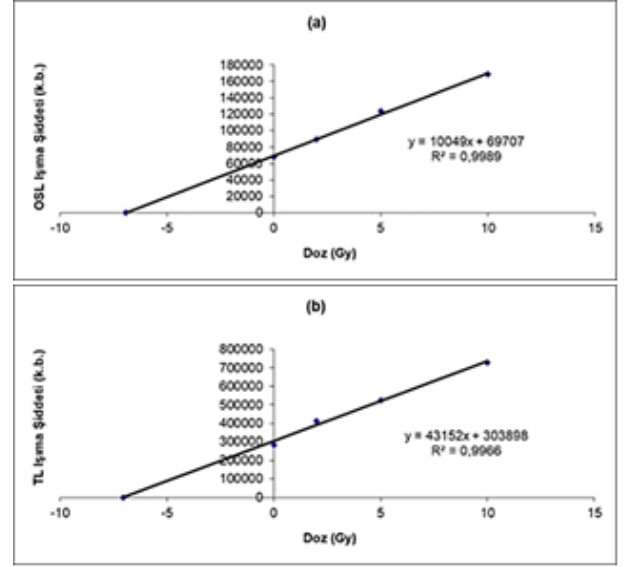 (a)
OSL Işıma Şiddeti (k.b.)
180000
160000
140000
120000
100000
80000
60000
40000
20000
0
y = 10049x + 69707
R² = 0,9989
-10 -5 0 5 10 15
Doz (Gy)
(b)
TL Işıma Şiddeti (k.b.)
800000
700000
600000
500000
400000
300000
200000
100000
0
y = 43152x + 303898
R² = 0,9966
-10 -5 0 5 10 15
Doz (Gy)